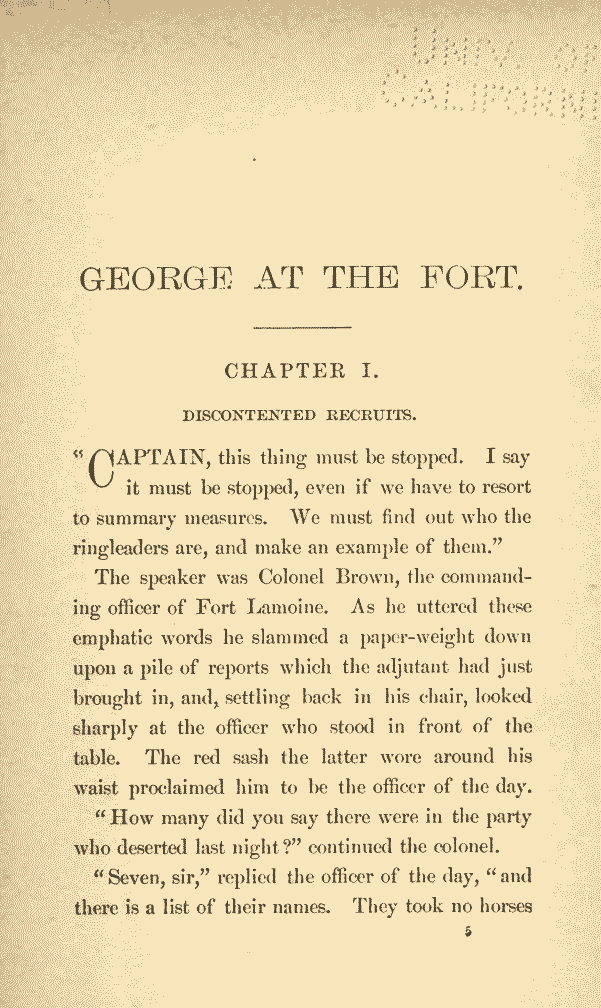 UNIV. OF
CALIFORNI
GEORGE AT THE FORT.
CHAPTER I.
DISCONTENTED RECRUITS.
“CAPTAIN, this thing must be stopped. I say
it must be stopped, even if we have to resort
to summary measures. We must find out who the
ringleaders are, and make an example of them.”
The speaker was Colonel Brown, the command-
ing officer of Fort Lamoine. As he uttered these
emphatic words he slammed a paper-weight down
upon a pile of reports which the adjutant had just
brought in, and, settling back in his chair, looked
sharply at the officer who stood in front of the
table. The red sash the latter wore around his
waist proclaimed him to be the officer of the day.
“How many did you say there were in the party
who deserted last night?” continued the colonel.
“Seven, sir,” replied the officer of the day, “and
there is a list of their names. They took no horses
5